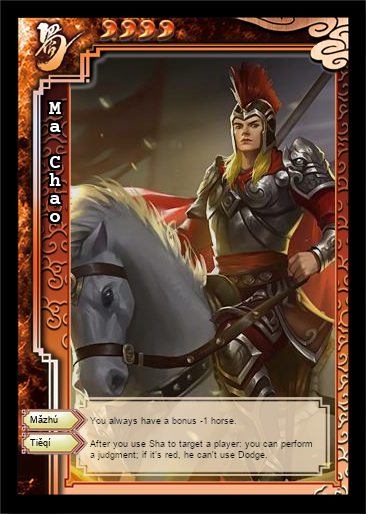 蜀
Ma Chao
Mǎzhú
You always have a bonus -1 horse.
Tiěqí
After you use Sha to target a player: you can perform
a judgment; if it's red, he can't use Dodge.